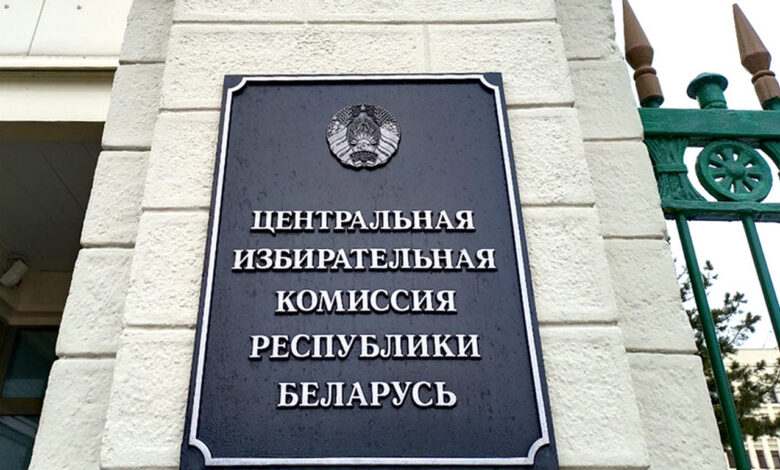 ЦЕНТРАЛЬНАЯ
ИЗБИРАТЕЛЬНАЯ
КОМИССИЯ
РЕСПУБЛИКИ
БЕЛАРУСЬ